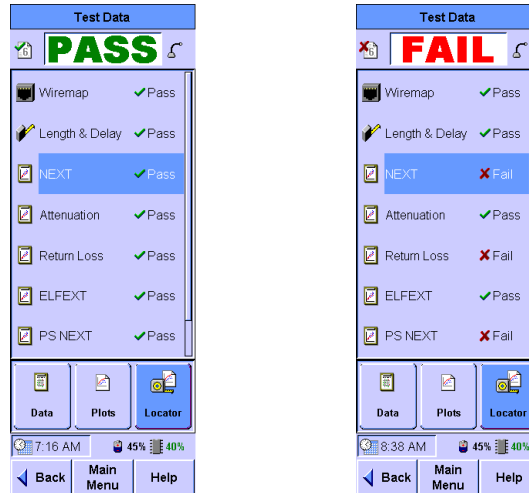 Test Data
6
PASS
Wiremap Pass
Length & Delay Pass
NEXT Pass
Attenuation Pass
Return Loss Pass
ELFEXT Pass
PS NEXT Pass
Data Plots Locator
7:16 AM 45% 40%
Back Main Menu Help
Test Data
6
FAIL
Wiremap Pass
Length & Delay Pass
NEXT Fail
Attenuation Pass
Return Loss Fail
ELFEXT Pass
PS NEXT Fail
Data Plots Locator
8:38 AM 45% 40%
Back Main Menu Help